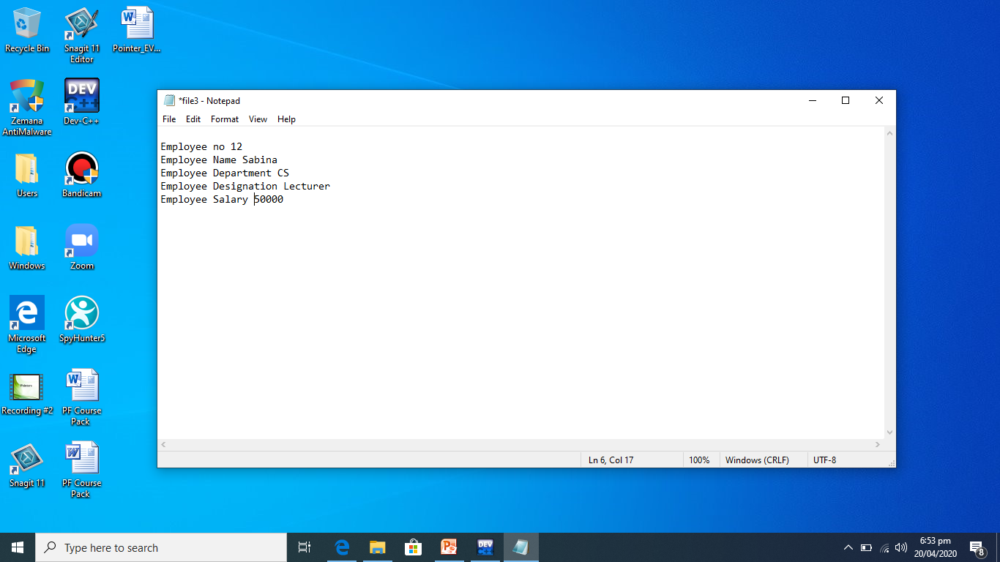 Recycle Bin
Snagit 11
Editor
Pointer_EV...
Zemana
AntiMalware
Dev-C++
DEV
C++
Users
Bandicam
Windows
Zoom
Microsoft
Edge
SpyHunter5
Recording #2
Pointers
PF Course
Pack
Snagit 11
PF Course
Pack
*file3 - Notepad
File Edit Format View Help
Employee no 12
Employee Name Sabina
Employee Department CS
Employee Designation Lecturer
Employee Salary 50000
Ln 6, Col 17 100% Windows (CRLF) UTF-8
Type here to search
DEV
6:53 pm
20/04/2020
8